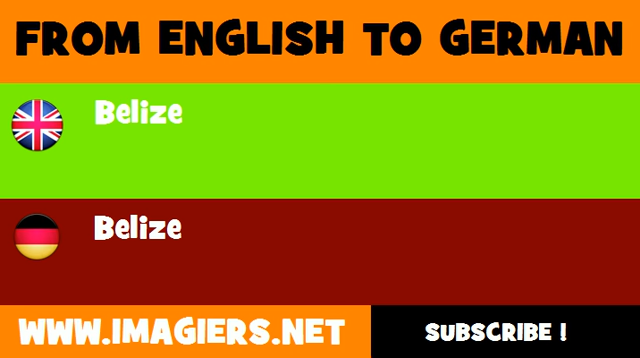 FROM ENGLISH TO GERMAN
Belize
Belize
WWW.IMAGIERS.NET
SUBSCRIBE !